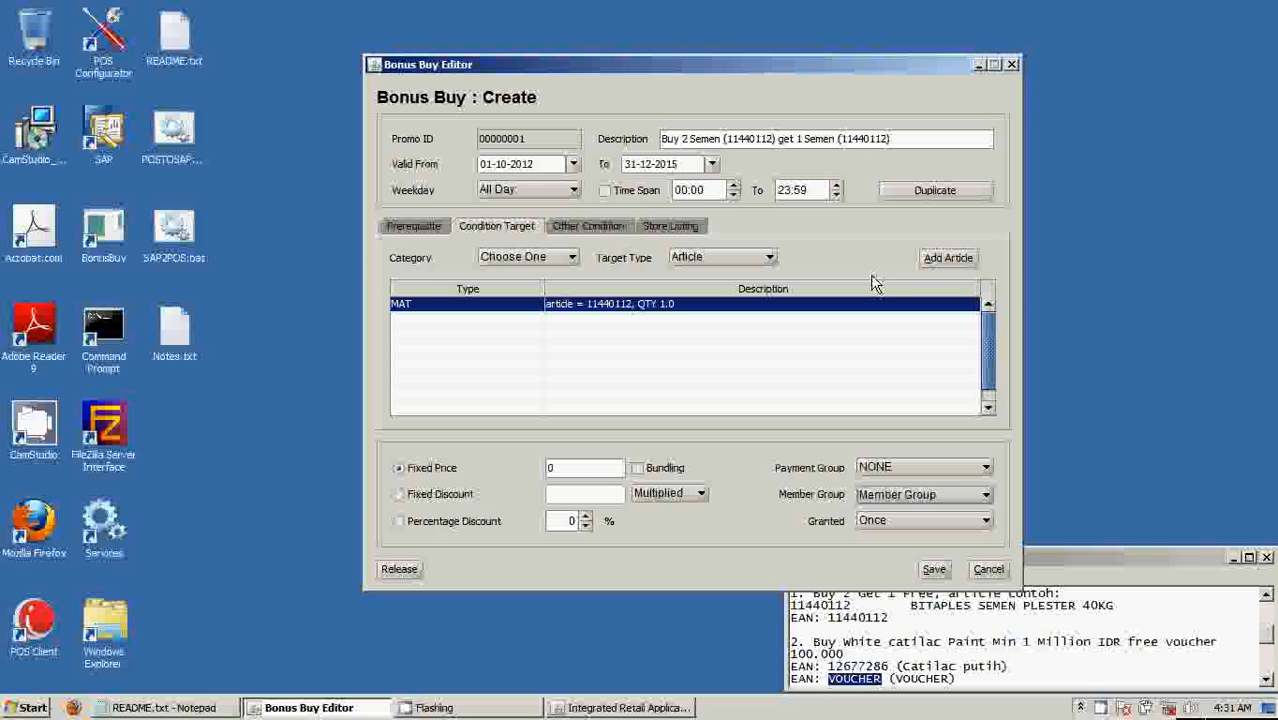 Recycle Bin
POS Configurator
README.txt
CamStudio_...
SAP
POSTOSAP....
Acrobat.com
BonusBuy
SAP2POS.bat
Adobe Reader 9
Command Prompt
Notes.txt
CamStudio
FileZilla Server Interface
Mozilla Firefox
Services
POS Client
Windows Explorer
Bonus Buy Editor
Bonus Buy : Create
Promo ID 00000001 Description Buy 2 Semen (11440112) get 1 Semen (11440112)
Valid From 01-10-2012 To 31-12-2015
Weekday All Day Time Span 00:00 To 23:59 Duplicate
Prerequisite Condition Target Other Condition Store Listing
Category Choose One Target Type Article Add Article
Type Description
MAT article = 11440112, QTY 1.0
Fixed Price 0 Bundling Payment Group NONE
Fixed Discount Multiplied Member Group Member Group
Percentage Discount 0 % Granted Once
Release Save Cancel
1. Buy 2 Get 1 Free, article contoh:
11440112 BITAPLES SEMEN PLESTER 40KG
EAN: 11440112
2. Buy White catilac Paint Min 1 Million IDR free voucher
100.000
EAN: 12677286 (Catilac putih)
EAN: VOUCHER (VOUCHER)
Start README.txt - Notepad Bonus Buy Editor Flashing Integrated Retail Applica... 4:31 AM